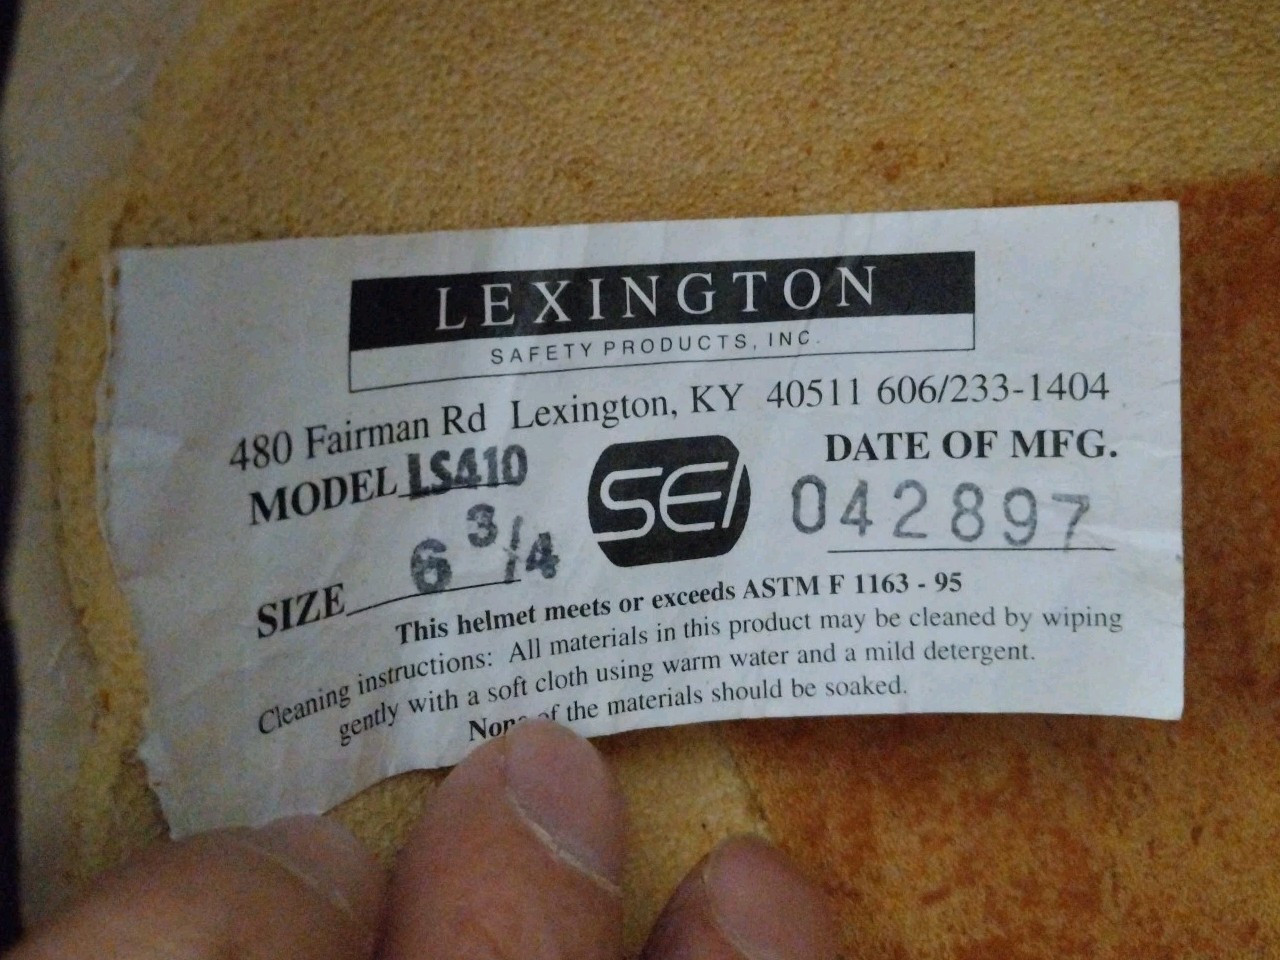 LEXINGTON
SAFETY PRODUCTS, INC.
480 Fairman Rd Lexington, KY 40511 606/233-1404
MODEL LS410
SEI
DATE OF MFG.
042897
SIZE 6 3/4
This helmet meets or exceeds ASTM F 1163 - 95
Cleaning instructions: All materials in this product may be cleaned by wiping
gently with a soft cloth using warm water and a mild detergent.
None of the materials should be soaked.